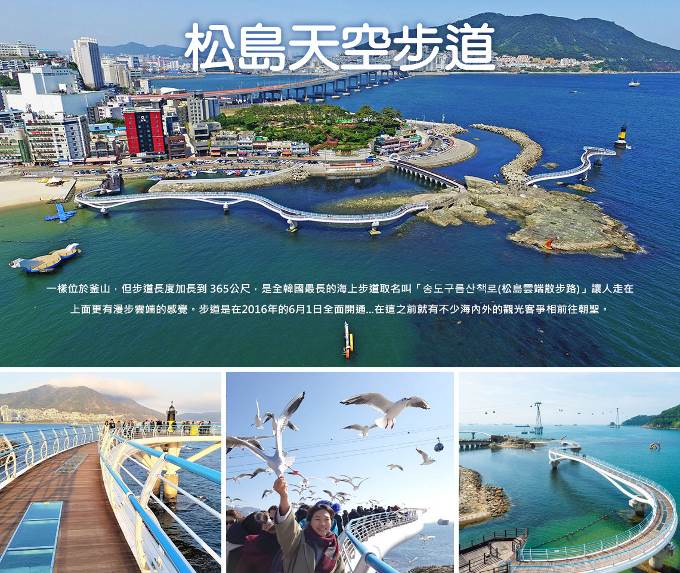 松島天空步道
一樣位於釜山，但步道長度加長到 365公尺，是全韓國最長的海上步道取名叫「송도구름산책로(松島雲端散步路)」讓人走在
上面更有漫步雲端的感覺。步道是在2016年的6月1日全面開通...在這之前就有不少海內外的觀光客爭相前往朝聖。